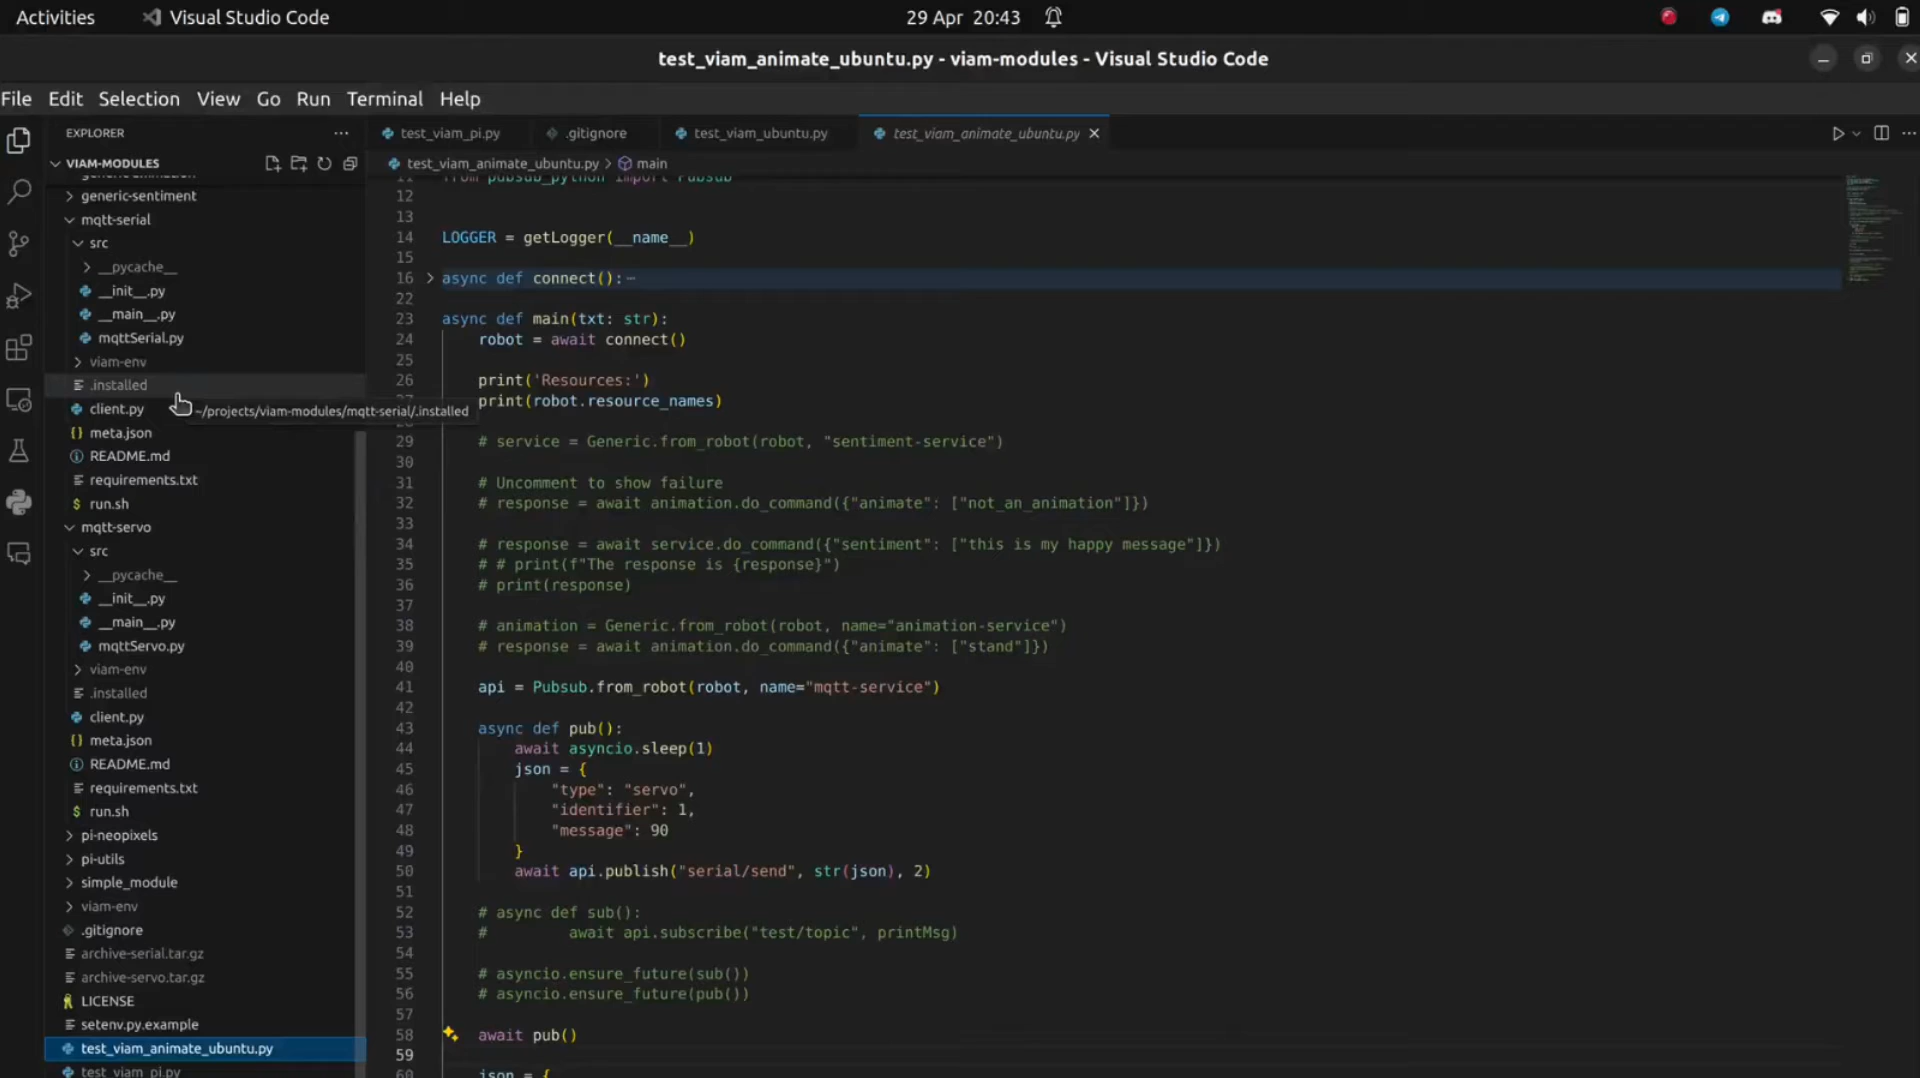 Activities Visual Studio Code 29 Apr 20:43
test_viam_animate_ubuntu.py - viam-modules - Visual Studio Code
File Edit Selection View Go Run Terminal Help
EXPLORER
VIAM-MODULES
generic-sentiment
mqtt-serial
src
__pycache__
__init__.py
__main__.py
mqttSerial.py
viam-env
.installed
~/projects/viam-modules/mqtt-serial/.installed
client.py
meta.json
README.md
requirements.txt
$ run.sh
mqtt-servo
src
__pycache__
__init__.py
__main__.py
mqttServo.py
viam-env
.installed
client.py
meta.json
README.md
requirements.txt
$ run.sh
pi-neopixels
pi-utils
simple_module
viam-env
.gitignore
archive-serial.tar.gz
archive-servo.tar.gz
LICENSE
setenv.py.example
test_viam_animate_ubuntu.py
test_viam_pi.py
test_viam_pi.py .gitignore test_viam_ubuntu.py test_viam_animate_ubuntu.py
test_viam_animate_ubuntu.py > main
11 from pubsub_python import Pubsub
12
13
14 LOGGER = getLogger(__name__)
15
16 async def connect():
22
23 async def main(txt: str):
24 robot = await connect()
25
26 print('Resources:')
27 print(robot.resource_names)
28
29 # service = Generic.from_robot(robot, "sentiment-service")
30
31 # Uncomment to show failure
32 # response = await animation.do_command({"animate": ["not_an_animation"]})
33
34 # response = await service.do_command({"sentiment": ["this is my happy message"]})
35 # # print(f"The response is {response}")
36 # print(response)
37
38 # animation = Generic.from_robot(robot, name="animation-service")
39 # response = await animation.do_command({"animate": ["stand"]})
40
41 api = Pubsub.from_robot(robot, name="mqtt-service")
42
43 async def pub():
44 await asyncio.sleep(1)
45 json = {
46 "type": "servo",
47 "identifier": 1,
48 "message": 90
49 }
50 await api.publish("serial/send", str(json), 2)
51
52 # async def sub():
53 # await api.subscribe("test/topic", printMsg)
54
55 # asyncio.ensure_future(sub())
56 # asyncio.ensure_future(pub())
57
58 await pub()
59
60 json = {